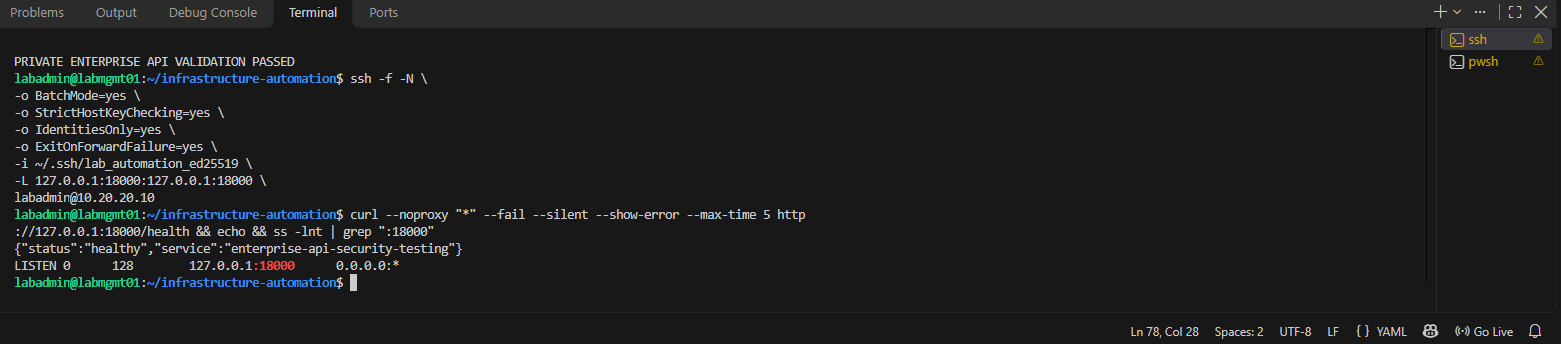 Problems Output Debug Console Terminal Ports
PRIVATE ENTERPRISE API VALIDATION PASSED
labadmin@labmgmt01:~/infrastructure-automation$ ssh -f -N \
-o BatchMode=yes \
-o StrictHostKeyChecking=yes \
-o IdentitiesOnly=yes \
-o ExitOnForwardFailure=yes \
-i ~/.ssh/lab_automation_ed25519 \
-L 127.0.0.1:18000:127.0.0.1:18000 \
labadmin@10.20.20.10
labadmin@labmgmt01:~/infrastructure-automation$ curl --noproxy "*" --fail --silent --show-error --max-time 5 http
://127.0.0.1:18000/health && echo && ss -lnt | grep ":18000"
{"status":"healthy","service":"enterprise-api-security-testing"}
LISTEN 0 128 127.0.0.1:18000 0.0.0.0:*
labadmin@labmgmt01:~/infrastructure-automation$
ssh
pwsh
Ln 78, Col 28 Spaces: 2 UTF-8 LF { } YAML Go Live